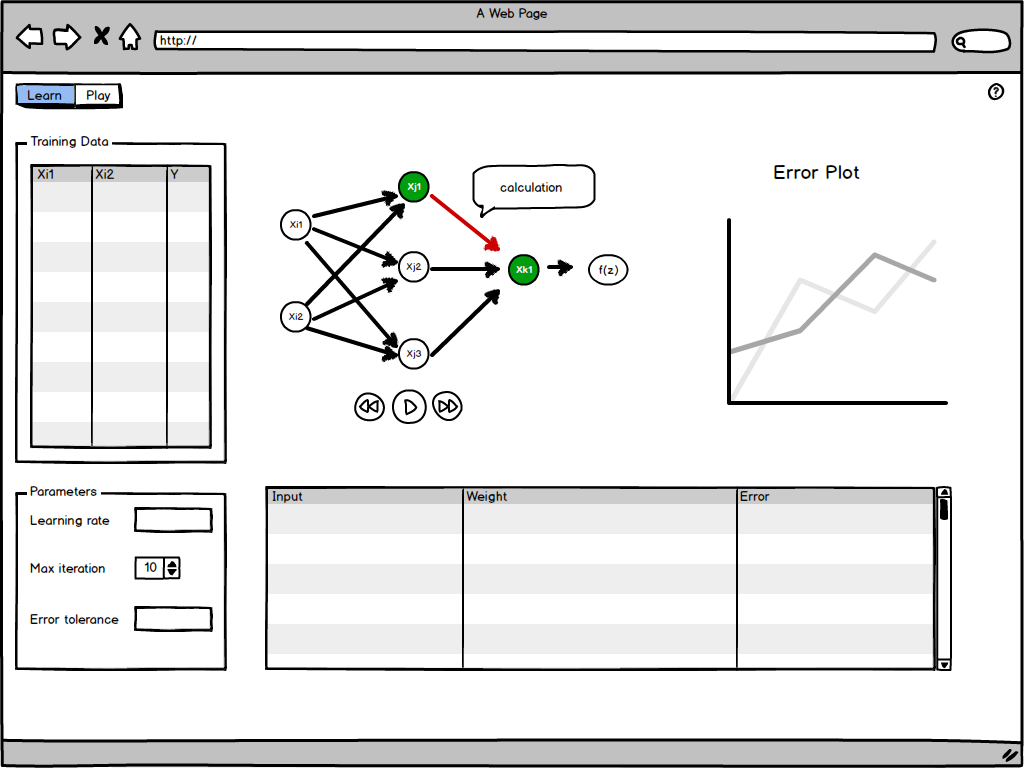 A Web Page
http://
Learn Play
?
Training Data
Xi1 Xi2 Y
Xj1
calculation
Error Plot
Xi1
Xj2
Xk1
f(z)
Xi2
Xj3
Parameters
Learning rate
Max iteration 10
Error tolerance
Input Weight Error